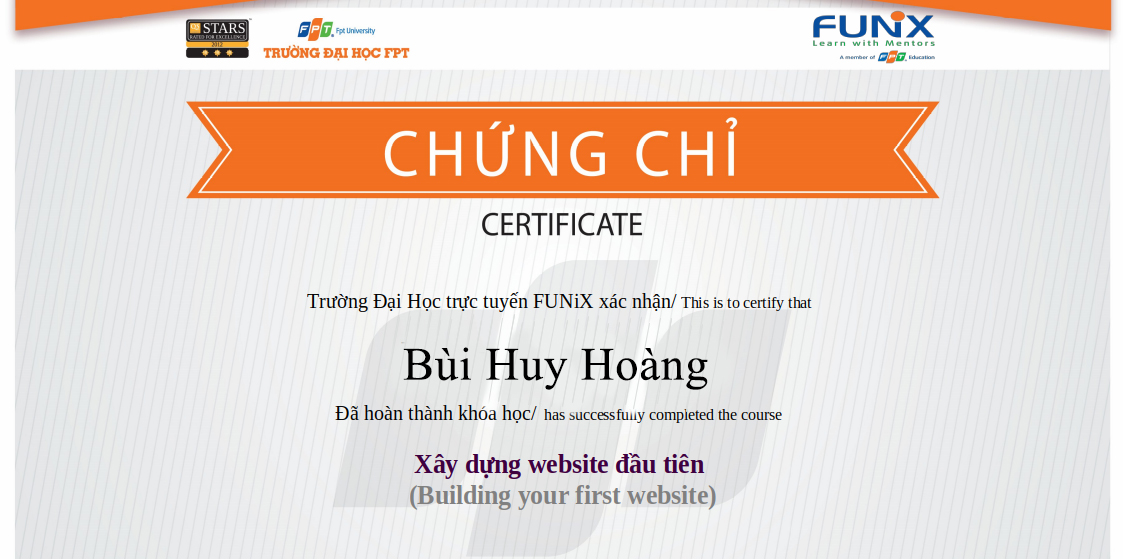 STARS
RATED FOR EXCELLENCE
2012
FPT Fpt University
TRƯỜNG ĐẠI HỌC FPT
FUNiX
Learn with Mentors
A member of FPT Education
CHỨNG CHỈ
CERTIFICATE
Trường Đại Học trực tuyến FUNiX xác nhận/ This is to certify that
Bùi Huy Hoàng
Đã hoàn thành khóa học/ has successfully completed the course
Xây dựng website đầu tiên
(Building your first website)